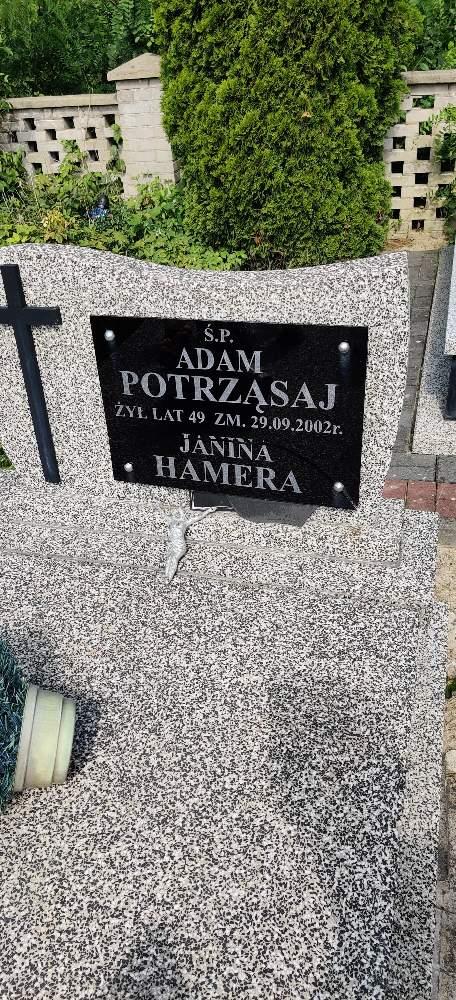 Ś.P.
ADAM
POTRZĄSAJ
ŻYŁ LAT 49 ZM. 29.09.2002r.
JANINA
HAMERA